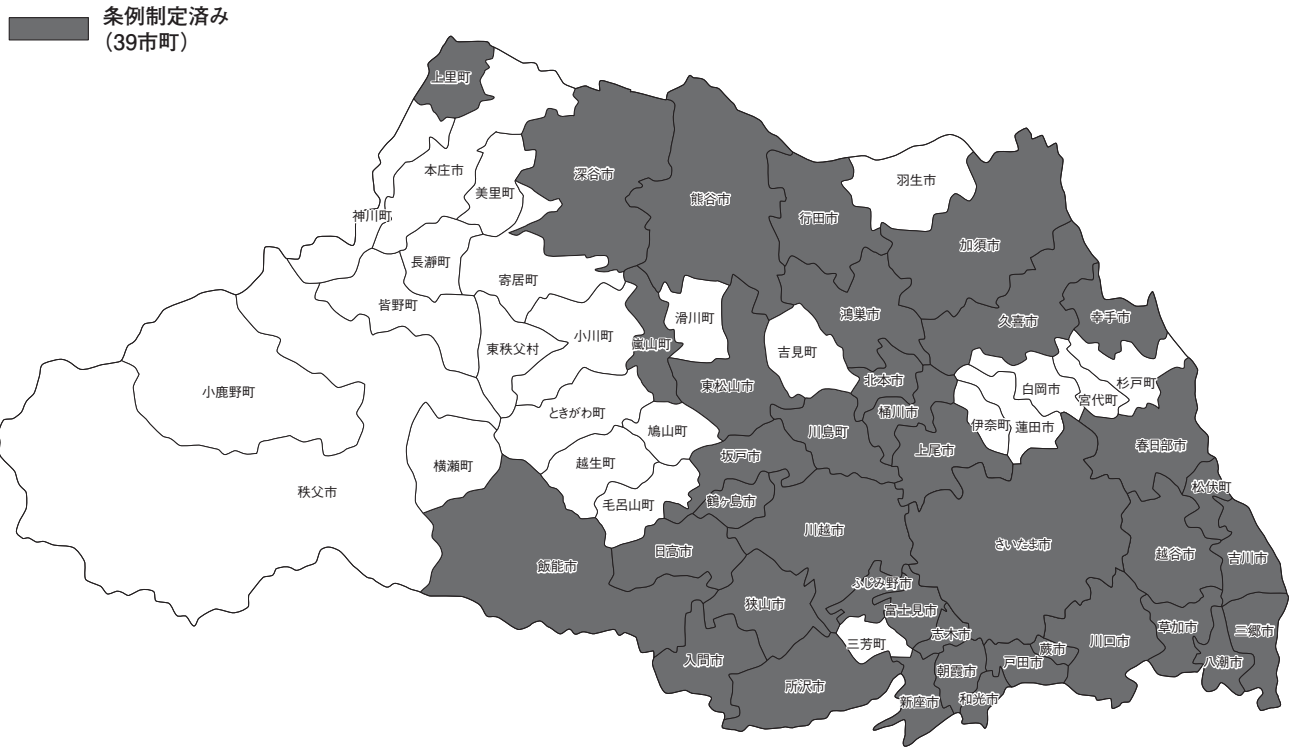 条例制定済み
(39市町)
上里町
本庄市
美里町
神川町
深谷市
熊谷市
行田市
羽生市
加須市
長瀞町
寄居町
皆野町
東秩父村
小川町
嵐山町
滑川町
吉見町
鴻巣市
久喜市
幸手市
小鹿野町
ときがわ町
鳩山町
東松山市
北本市
桶川市
川島町
上尾市
伊奈町
蓮田市
白岡市
宮代町
杉戸町
春日部市
松伏町
秩父市
横瀬町
越生町
毛呂山町
坂戸市
鶴ヶ島市
川越市
さいたま市
越谷市
吉川市
飯能市
日高市
狭山市
ふじみ野市
富士見市
志木市
三芳町
入間市
所沢市
新座市
朝霞市
和光市
戸田市
蕨市
川口市
草加市
八潮市
三郷市